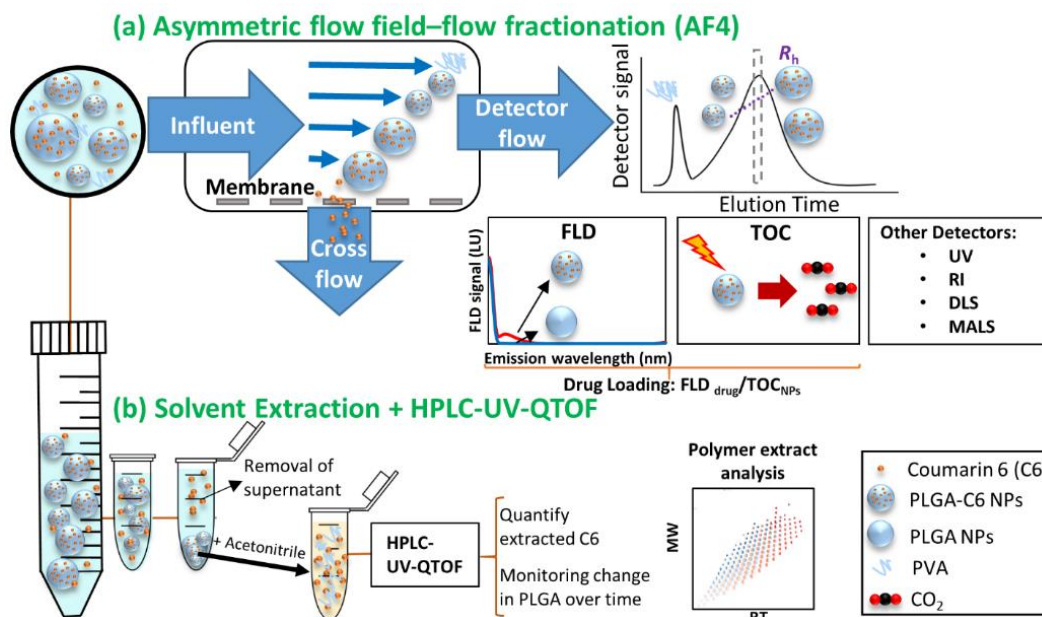 (a) Asymmetric flow field–flow fractionation (AF4)
Influent
Membrane
Cross
flow
Detector
flow
Detector signal
Rh
Elution Time
FLD
FLD signal (LU)
Emission wavelength (nm)
TOC
Drug Loading: FLD drug/TOCNPs
Other Detectors:
• UV
• RI
• DLS
• MALS
(b) Solvent Extraction + HPLC-UV-QTOF
Removal of
supernatant
+ Acetonitrile
HPLC-
UV-QTOF
Quantify
extracted C6
Monitoring change
in PLGA over time
Polymer extract
analysis
MW
Coumarin 6 (C6
PLGA-C6 NPs
PLGA NPs
PVA
CO2